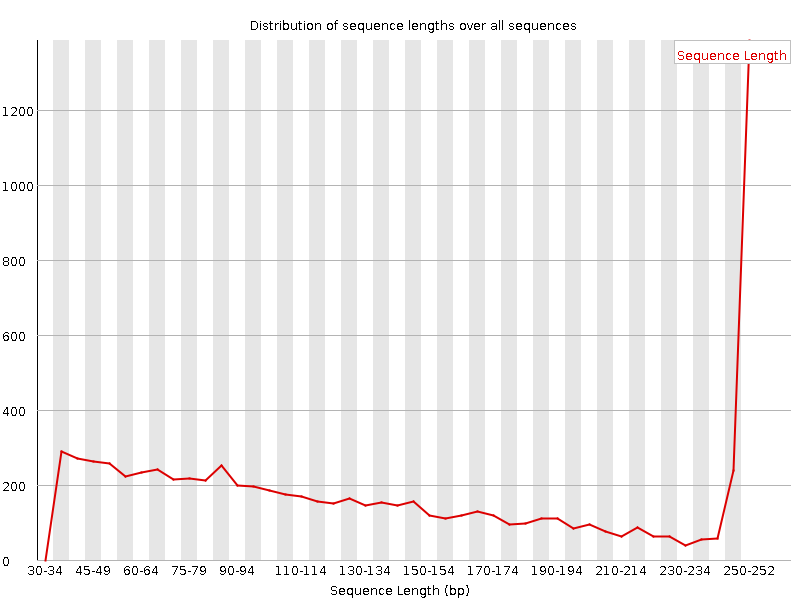 Distribution of sequence lengths over all sequences
Sequence Length
1200
1000
800
600
400
200
0
30-34 45-49 60-64 75-79 90-94 110-114 130-134 150-154 170-174 190-194 210-214 230-234 250-252
Sequence Length (bp)